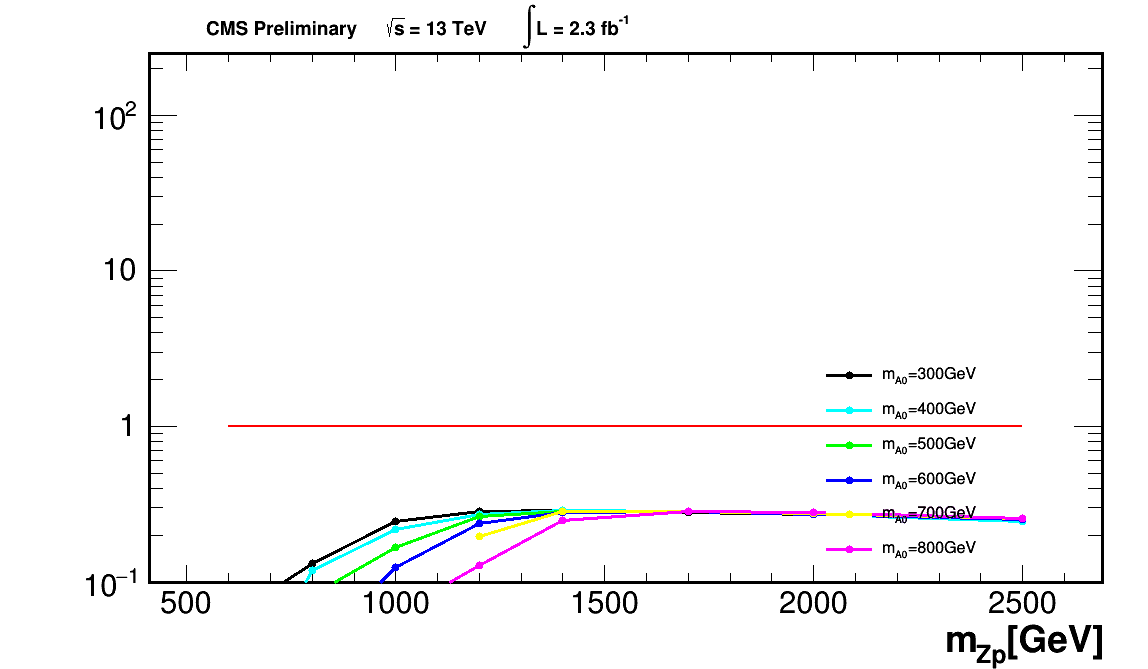 CMS Preliminary √s = 13 TeV ∫L = 2.3 fb⁻¹
10²
10
1
10⁻¹
500 1000 1500 2000 2500
m_Zp[GeV]
m_A0=300GeV
m_A0=400GeV
m_A0=500GeV
m_A0=600GeV
m_A0=700GeV
m_A0=800GeV